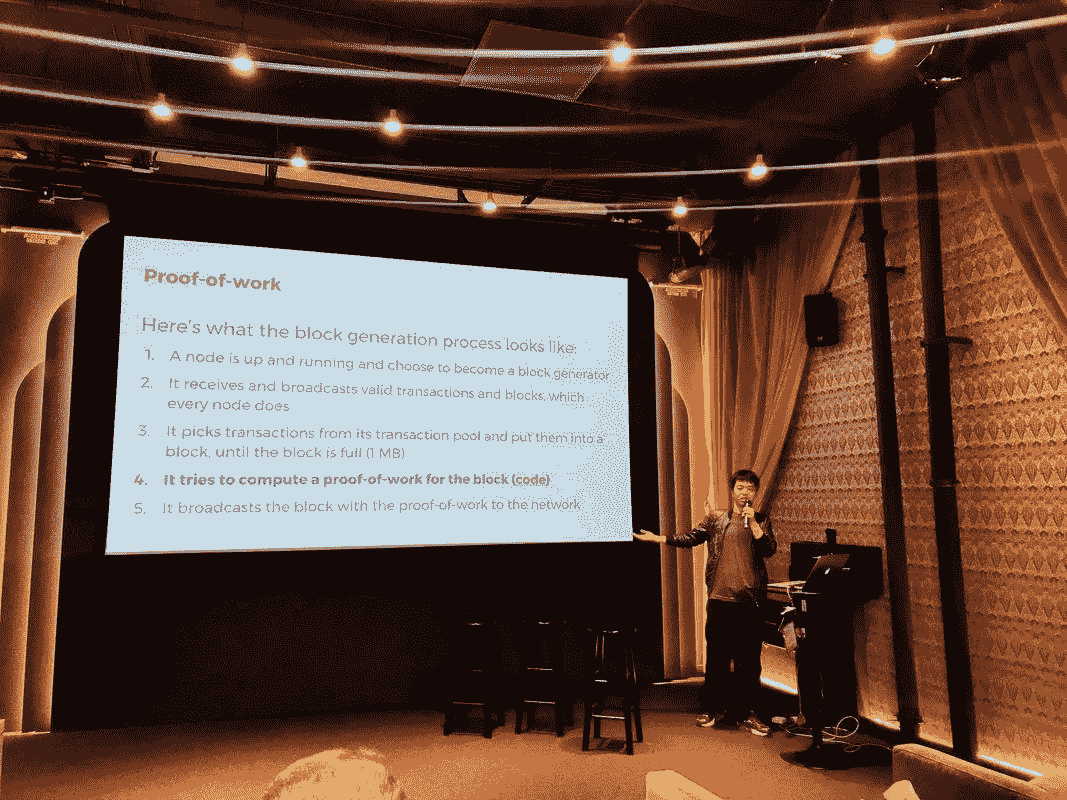 Proof-of-work
Here's what the block generation process looks like:
1. A node is up and running and choose to become a block generator
2. It receives and broadcasts valid transactions and blocks, which
every node does
3. It picks transactions from its transaction pool and put them into a
block, until the block is full (1 MB)
4. It tries to compute a proof-of-work for the block (code)
5. It broadcasts the block with the proof-of-work to the network